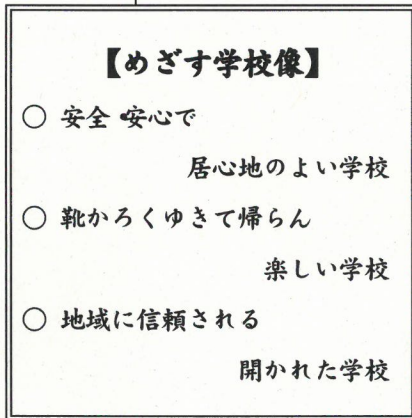 【めざす学校像】
○ 安全・安心で
居心地のよい学校
○ 靴かろくゆきて帰らん
楽しい学校
○ 地域に信頼される
開かれた学校